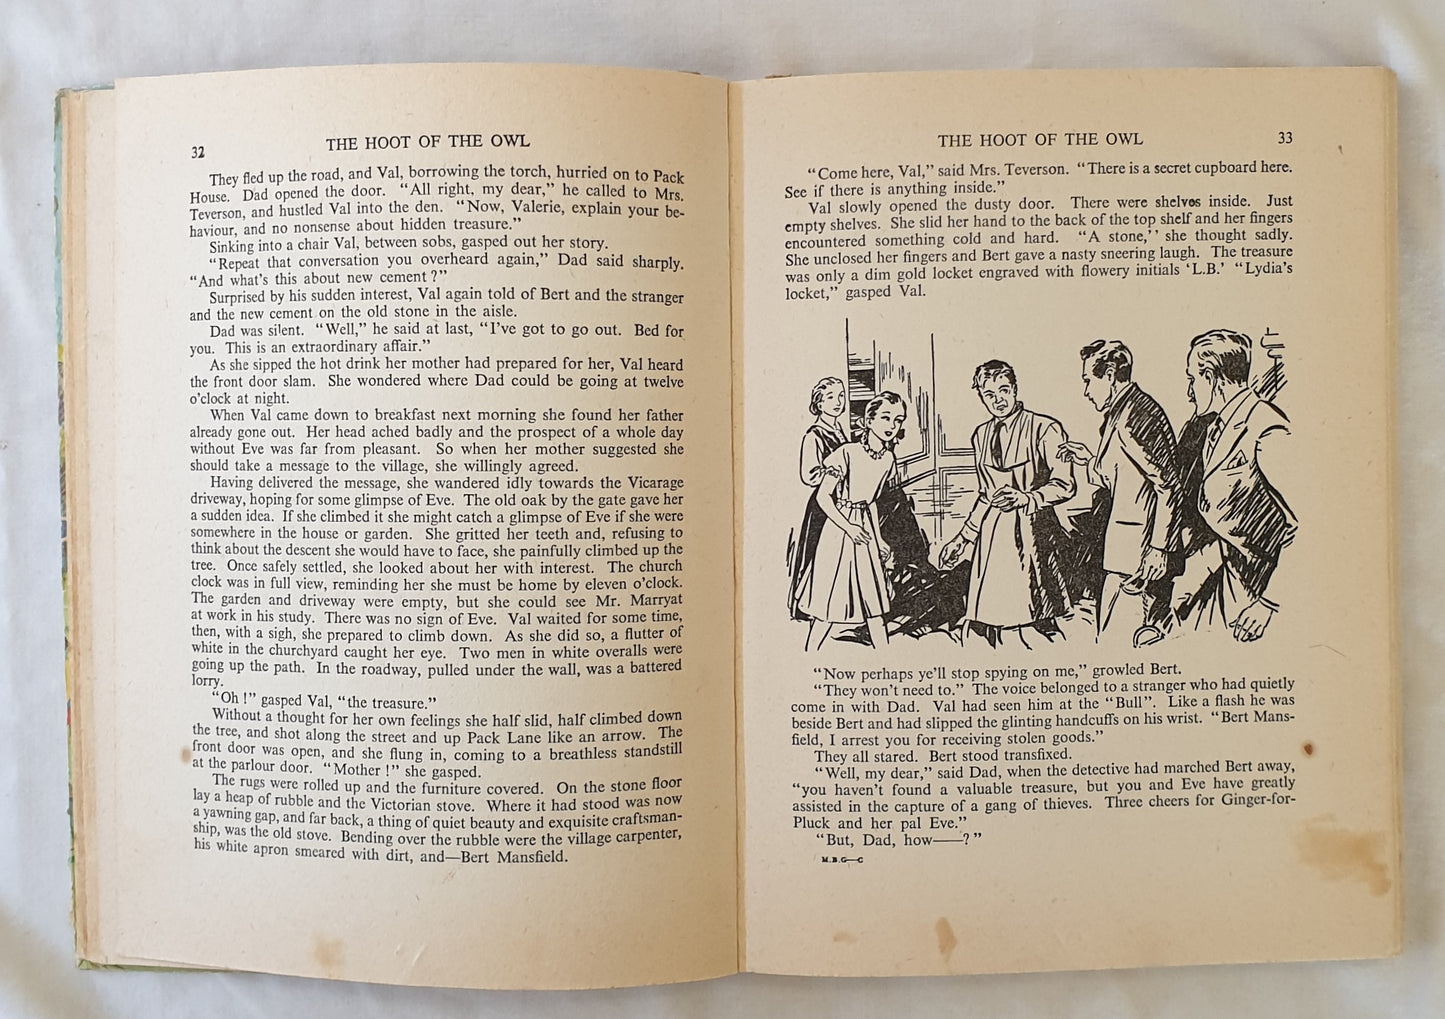 32
THE HOOT OF THE OWL
They fled up the road, and Val, borrowing the torch, hurried on to Pack
House. Dad opened the door. "All right, my dear," he called to Mrs.
Teverson, and hustled Val into the den. "Now, Valerie, explain your be-
haviour, and no nonsense about hidden treasure."
Sinking into a chair Val, between sobs, gasped out her story.
"Repeat that conversation you overheard again," Dad said sharply.
"And what's this about new cement?"
Surprised by his sudden interest, Val again told of Bert and the stranger
and the new cement on the old stone in the aisle.
Dad was silent. "Well," he said at last, "I've got to go out. Bed for
you. This is an extraordinary affair."
As she sipped the hot drink her mother had prepared for her, Val heard
the front door slam. She wondered where Dad could be going at twelve
o'clock at night.
When Val came down to breakfast next morning she found her father
already gone out. Her head ached badly and the prospect of a whole day
without Eve was far from pleasant. So when her mother suggested she
should take a message to the village, she willingly agreed.
Having delivered the message, she wandered idly towards the Vicarage
driveway, hoping for some glimpse of Eve. The old oak by the gate gave her
a sudden idea. If she climbed it she might catch a glimpse of Eve if she were
somewhere in the house or garden. She gritted her teeth and, refusing to
think about the descent she would have to face, she painfully climbed up the
tree. Once safely settled, she looked about her with interest. The church
clock was in full view, reminding her she must be home by eleven o'clock.
The garden and driveway were empty, but she could see Mr. Marryat
at work in his study. There was no sign of Eve. Val waited for some time,
then, with a sigh, she prepared to climb down. As she did so, a flutter of
white in the churchyard caught her eye. Two men in white overalls were
going up the path. In the roadway, pulled under the wall, was a battered
lorry.
"Oh!" gasped Val, "the treasure."
Without a thought for her own feelings she half slid, half climbed down
the tree, and shot along the street and up Pack Lane like an arrow. The
front door was open, and she flung in, coming to a breathless standstill
at the parlour door. "Mother!" she gasped.
The rugs were rolled up and the furniture covered. On the stone floor
lay a heap of rubble and the Victorian stove. Where it had stood was now
a yawning gap, and far back, a thing of quiet beauty and exquisite craftsman-
ship, was the old stove. Bending over the rubble were the village carpenter,
his white apron smeared with dirt, and—Bert Mansfield.
THE HOOT OF THE OWL
33
"Come here, Val," said Mrs. Teverson. "There is a secret cupboard here.
See if there is anything inside."
Val slowly opened the dusty door. There were shelves inside. Just
empty shelves. She slid her hand to the back of the top shelf and her fingers
encountered something cold and hard. "A stone," she thought sadly.
She unclosed her fingers and Bert gave a nasty sneering laugh. The treasure
was only a dim gold locket engraved with flowery initials 'L.B.' "Lydia's
locket," gasped Val.
"Now perhaps ye'll stop spying on me," growled Bert.
"They won't need to." The voice belonged to a stranger who had quietly
come in with Dad. Val had seen him at the "Bull". Like a flash he was
beside Bert and had slipped the glinting handcuffs on his wrist. "Bert Mans-
field, I arrest you for receiving stolen goods."
They all stared. Bert stood transfixed.
"Well, my dear," said Dad, when the detective had marched Bert away,
"you haven't found a valuable treasure, but you and Eve have greatly
assisted in the capture of a gang of thieves. Three cheers for Ginger-for-
Pluck and her pal Eve."
"But, Dad, how——?"
M.B.G—C